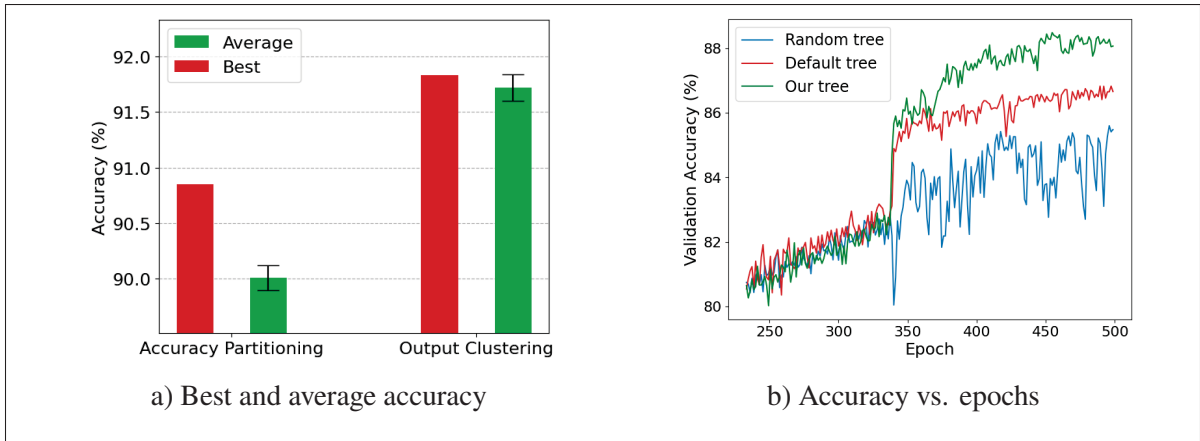 Average
Best
92.0
91.5
91.0
90.5
90.0
Accuracy (%)
Accuracy Partitioning
Output Clustering
a) Best and average accuracy
Random tree
Default tree
Our tree
88
86
84
82
80
Validation Accuracy (%)
250
300
350
400
450
500
Epoch
b) Accuracy vs. epochs